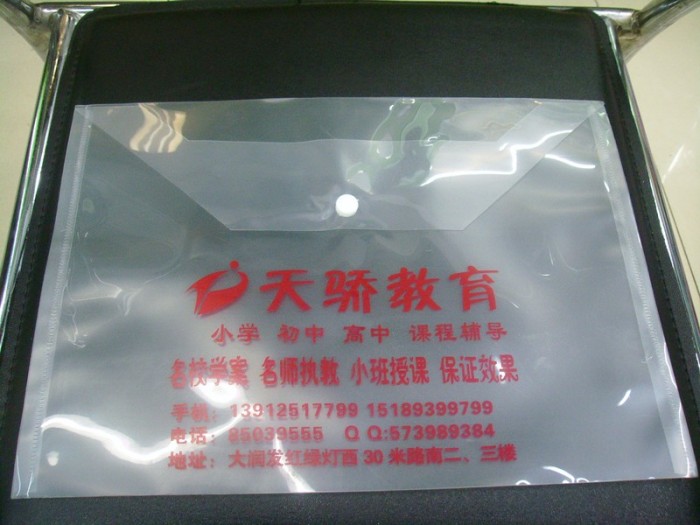 天骄教育
小学 初中 高中 课程辅导
名校学案 名师执教 小班授课 保证效果
手机：13912517799 15189399799
电话：85039555 QQ:573989384
地址：大润发红绿灯西30米路南二、三楼